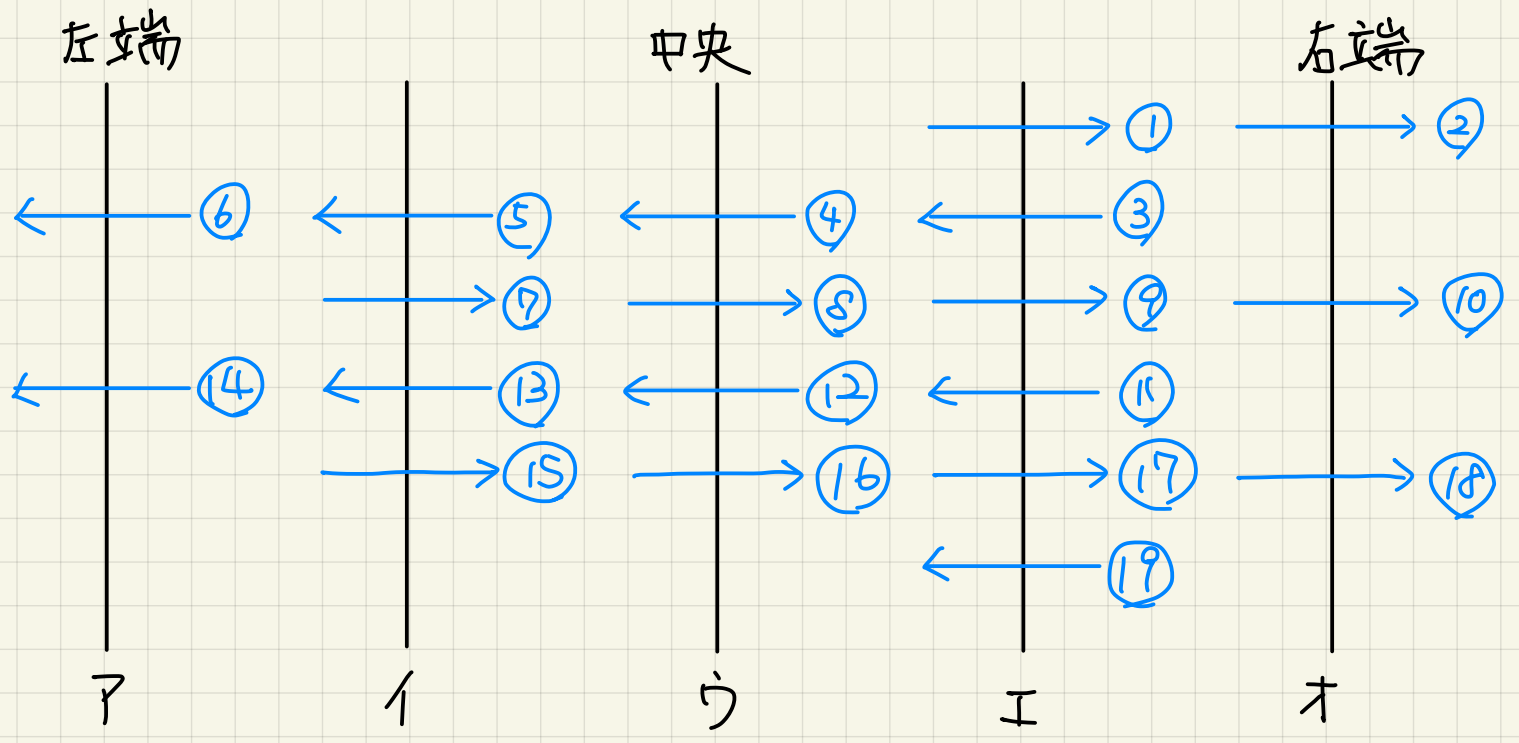 左端 中央 右端
① ②
⑥ ⑤ ④ ③
⑦ ⑧ ⑨ ⑩
⑭ ⑬ ⑫ ⑪
⑮ ⑯ ⑰ ⑱
⑲
ア イ ウ エ オ